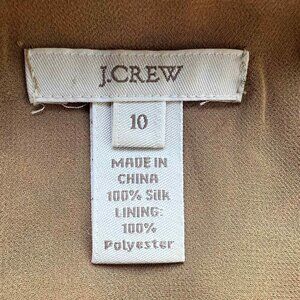 J.CREW
10
MADE IN
CHINA
100% Silk
LINING:
100%
Polyester